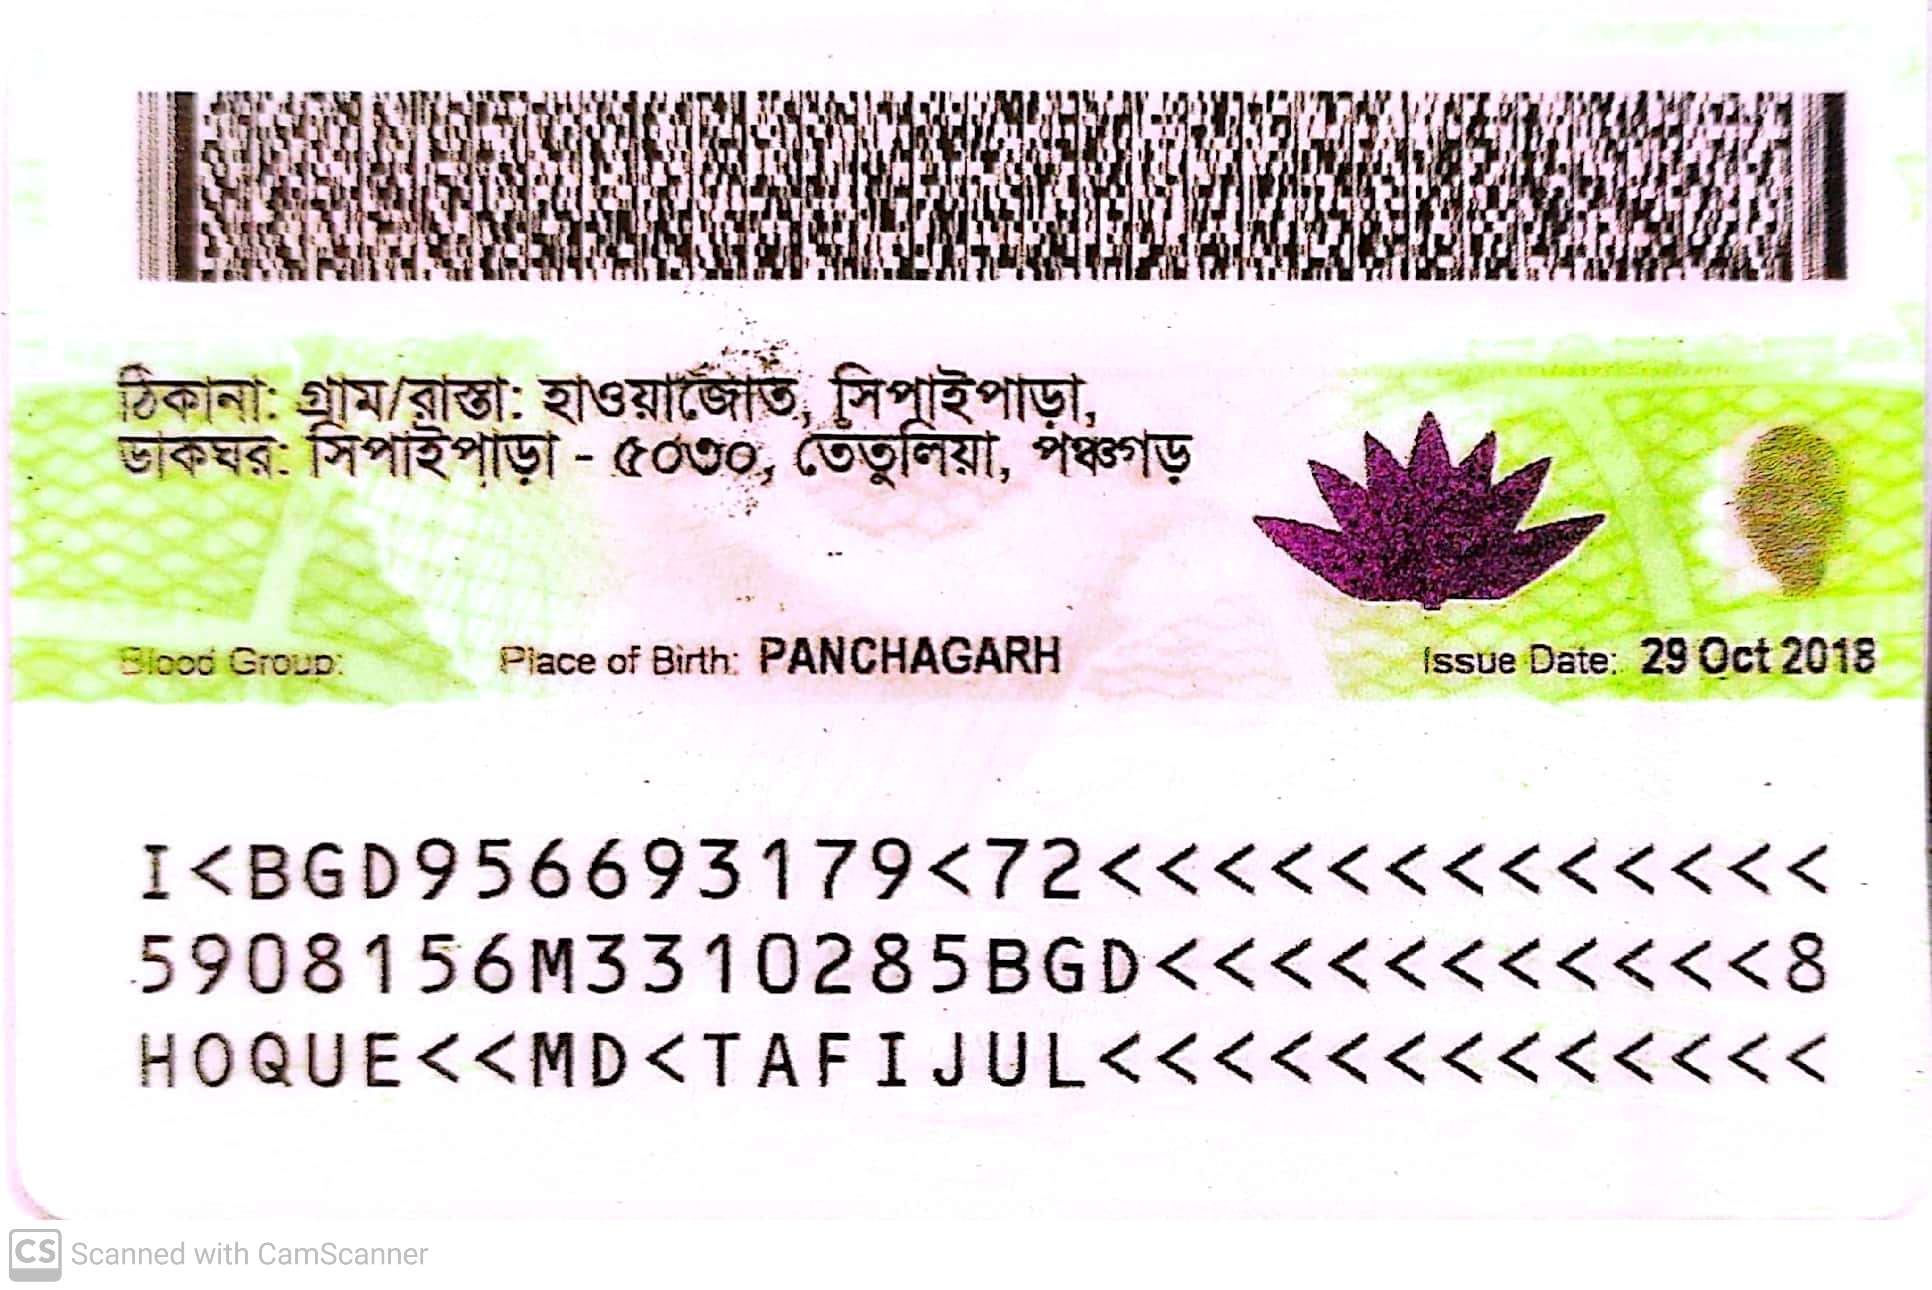 ঠিকানা: গ্রাম/রাস্তা: হাওয়াজোত, সিপাইপাড়া,
ডাকঘর: সিপাইপাড়া - ৫০৩০, তেঁতুলিয়া, পঞ্চগড়
Blood Group:
Place of Birth: PANCHAGARH
Issue Date: 29 Oct 2018
I<BGD956693179<72<<<<<<<<<<<<<
5908156M3310285BGD<<<<<<<<<<<8
HOQUE<<MD<TAFIJUL<<<<<<<<<<<<<
CS Scanned with CamScanner